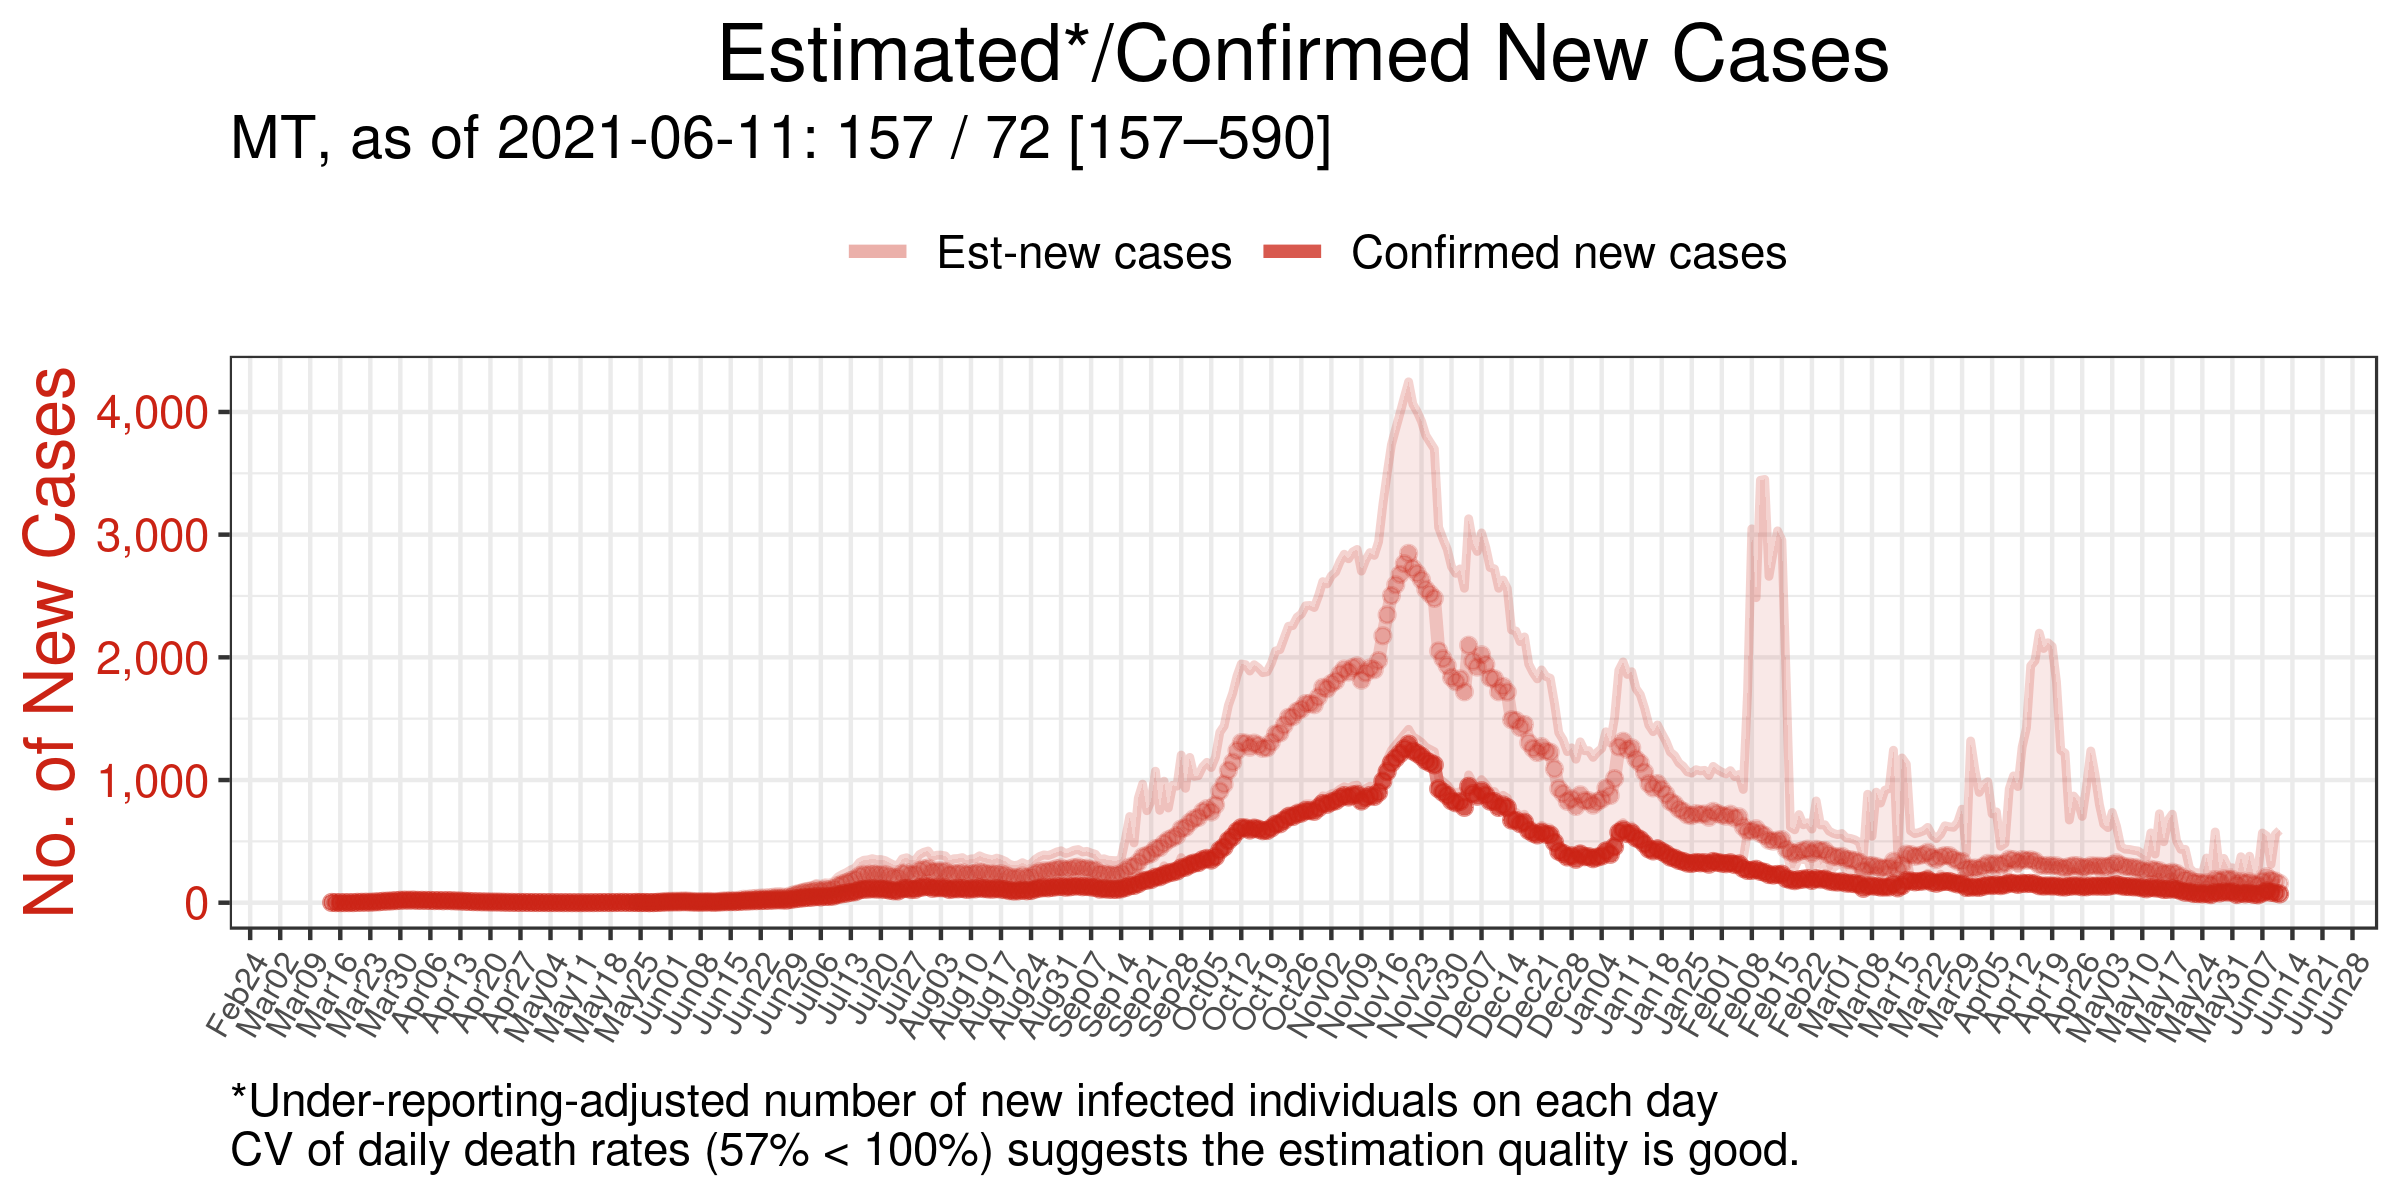 Estimated*/Confirmed New Cases
MT, as of 2021-06-11: 157 / 72 [157–590]
Est-new cases
Confirmed new cases
No. of New Cases
4,000
3,000
2,000
1,000
0
Feb24
Mar02
Mar09
Mar16
Mar23
Mar30
Apr06
Apr13
Apr20
Apr27
May04
May11
May18
May25
Jun01
Jun08
Jun15
Jun22
Jun29
Jul06
Jul13
Jul20
Jul27
Aug03
Aug10
Aug17
Aug24
Aug31
Sep07
Sep14
Sep21
Sep28
Oct05
Oct12
Oct19
Oct26
Nov02
Nov09
Nov16
Nov23
Nov30
Dec07
Dec14
Dec21
Dec28
Jan04
Jan11
Jan18
Jan25
Feb01
Feb08
Feb15
Feb22
Mar01
Mar08
Mar15
Mar22
Mar29
Apr05
Apr12
Apr19
Apr26
May03
May10
May17
May24
May31
Jun07
Jun14
Jun21
Jun28
*Under-reporting-adjusted number of new infected individuals on each day
CV of daily death rates (57% < 100%) suggests the estimation quality is good.